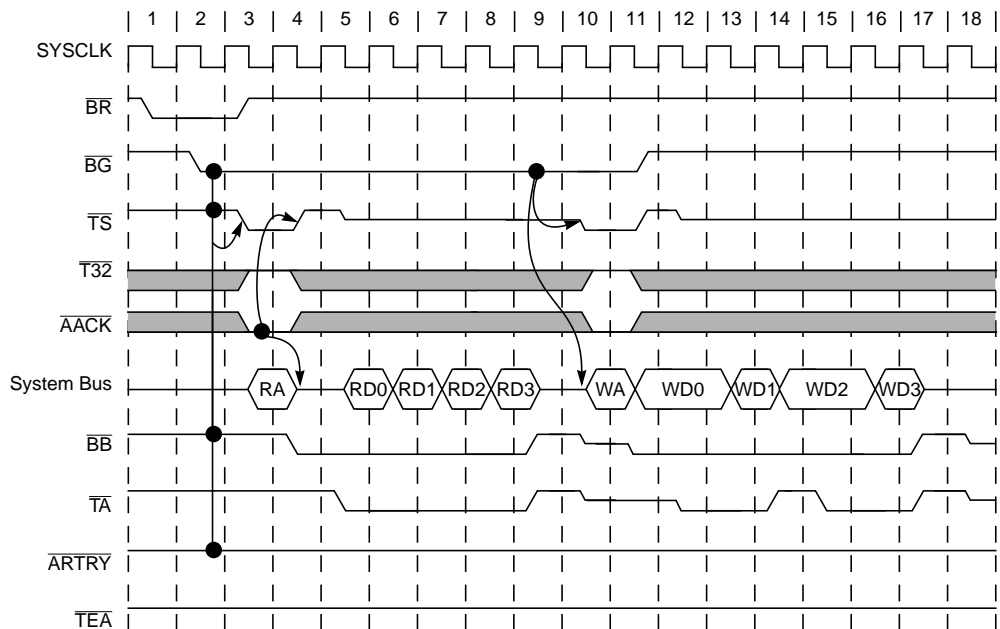 1 2 3 4 5 6 7 8 9 10 11 12 13 14 15 16 17 18
SYSCLK
BR
BG
TS
T32
AACK
System Bus RA RD0 RD1 RD2 RD3 WA WD0 WD1 WD2 WD3
BB
TA
ARTRY
TEA